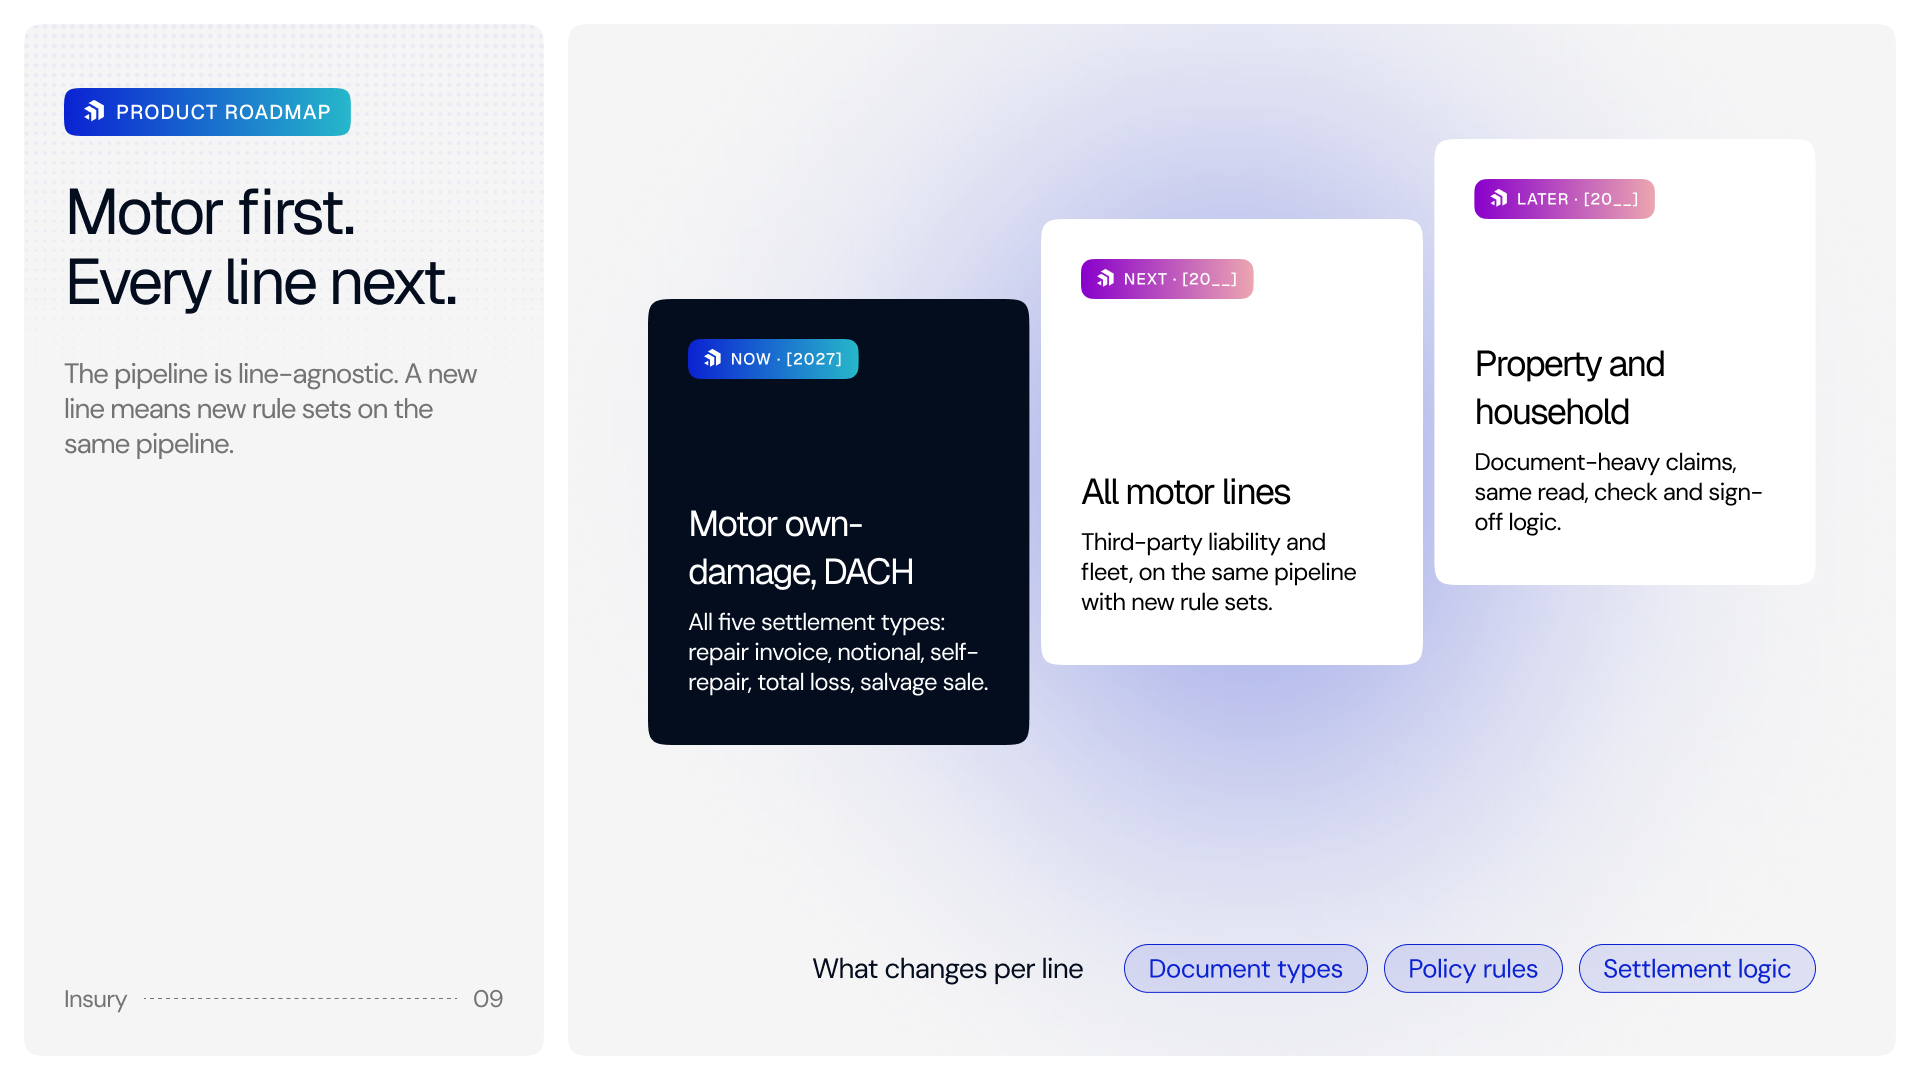 PRODUCT ROADMAP
Motor first.
Every line next.
The pipeline is line-agnostic. A new
line means new rule sets on the
same pipeline.
Insury
09
NOW · [2027]
Motor own-
damage, DACH
All five settlement types:
repair invoice, notional, self-
repair, total loss, salvage sale.
NEXT · [20__]
All motor lines
Third-party liability and
fleet, on the same pipeline
with new rule sets.
LATER · [20__]
Property and
household
Document-heavy claims,
same read, check and sign-
off logic.
What changes per line
Document types
Policy rules
Settlement logic